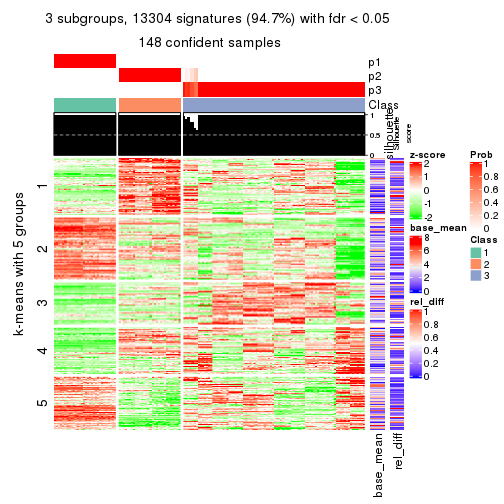 3 subgroups, 13304 signatures (94.7%) with fdr < 0.05
148 confident samples
p1
p2
p3
Class
1
0.5
0
silhouette
Silhouette
score
k-means with 5 groups
1
2
3
4
5
base_mean
rel_diff
z-score
2
1
0
-1
-2
base_mean
8
6
4
2
0
rel_diff
1
0.8
0.6
0.4
0.2
0
Prob
1
0.8
0.6
0.4
0.2
0
Class
1
2
3